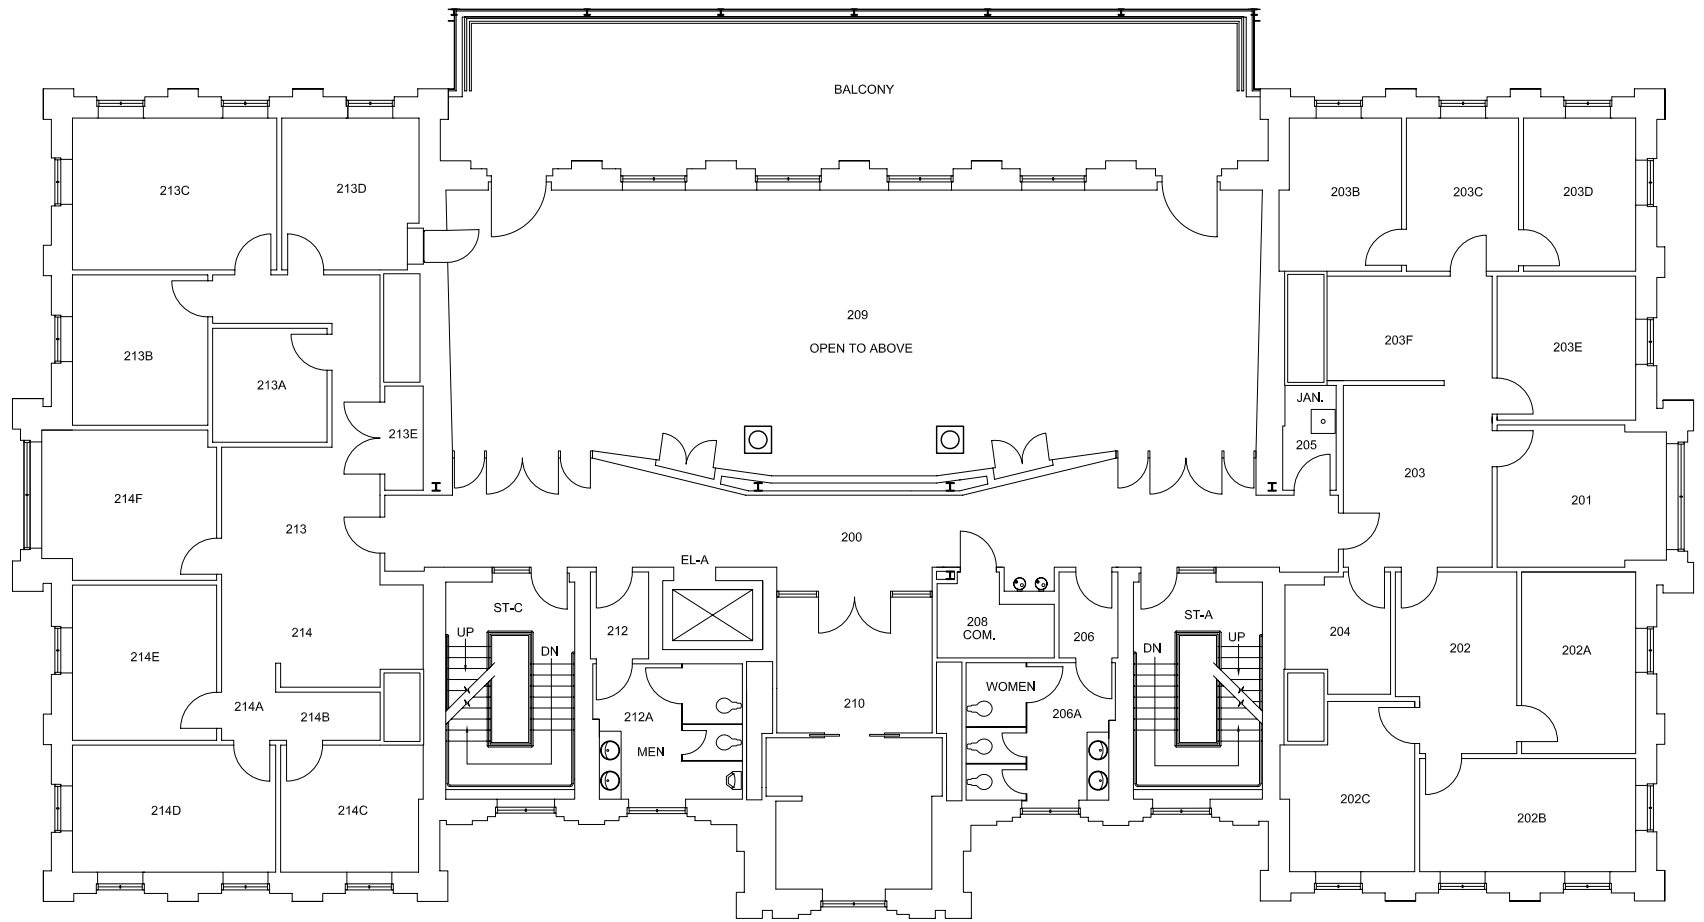 BALCONY
213C
213D
203B
203C
203D
209
OPEN TO ABOVE
213B
213A
203F
203E
JAN.
205
213E
214F
213
203
201
200
EL-A
ST-C
UP
DN
212
208
COM.
206
ST-A
DN
UP
204
202
202A
214
214E
214A
214B
212A
MEN
210
WOMEN
206A
214D
214C
202C
202B